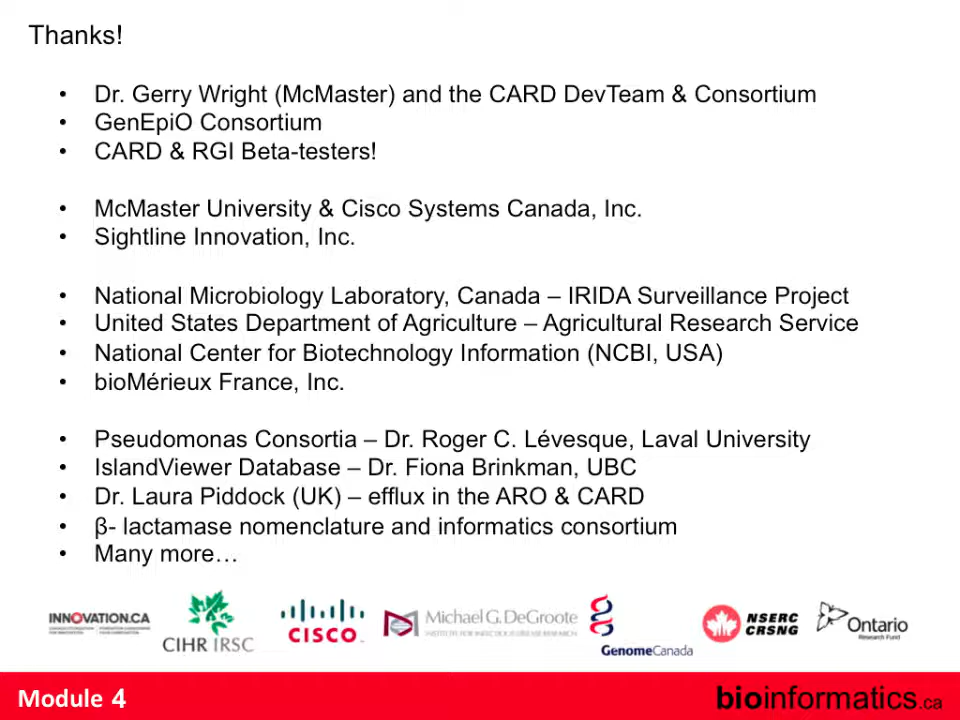 Thanks!
• Dr. Gerry Wright (McMaster) and the CARD DevTeam & Consortium
• GenEpiO Consortium
• CARD & RGI Beta-testers!
• McMaster University & Cisco Systems Canada, Inc.
• Sightline Innovation, Inc.
• National Microbiology Laboratory, Canada – IRIDA Surveillance Project
• United States Department of Agriculture – Agricultural Research Service
• National Center for Biotechnology Information (NCBI, USA)
• bioMérieux France, Inc.
• Pseudomonas Consortia – Dr. Roger C. Lévesque, Laval University
• IslandViewer Database – Dr. Fiona Brinkman, UBC
• Dr. Laura Piddock (UK) – efflux in the ARO & CARD
• β- lactamase nomenclature and informatics consortium
• Many more…
INNOVATION.CA
CIHR IRSC
CISCO
Michael G. DeGroote
INSTITUTE FOR INFECTIOUS DISEASE RESEARCH
GenomeCanada
NSERC
CRSNG
Ontario
Research Fund
Module 4
bioinformatics.ca